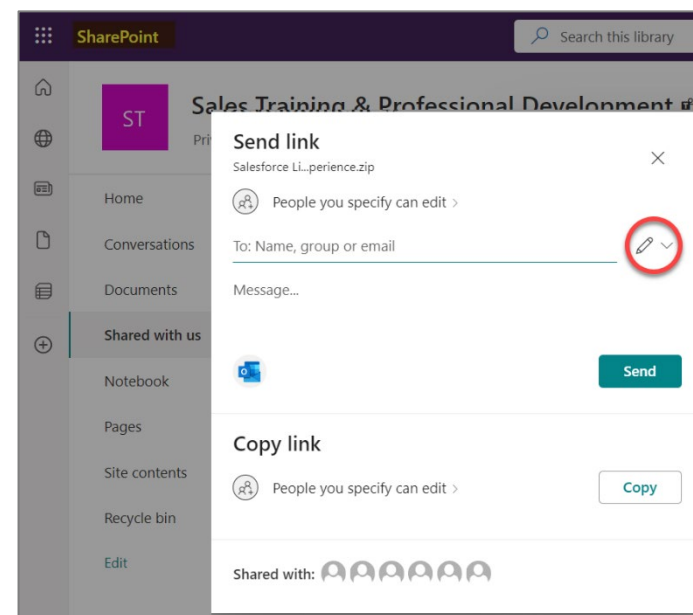 SharePoint
Search this library
ST
Sales Training & Professional Development
Pri
Home
Conversations
Documents
Shared with us
Notebook
Pages
Site contents
Recycle bin
Edit
Send link
Salesforce Li...perience.zip
People you specify can edit >
To: Name, group or email
Message...
Send
Copy link
People you specify can edit >
Copy
Shared with: